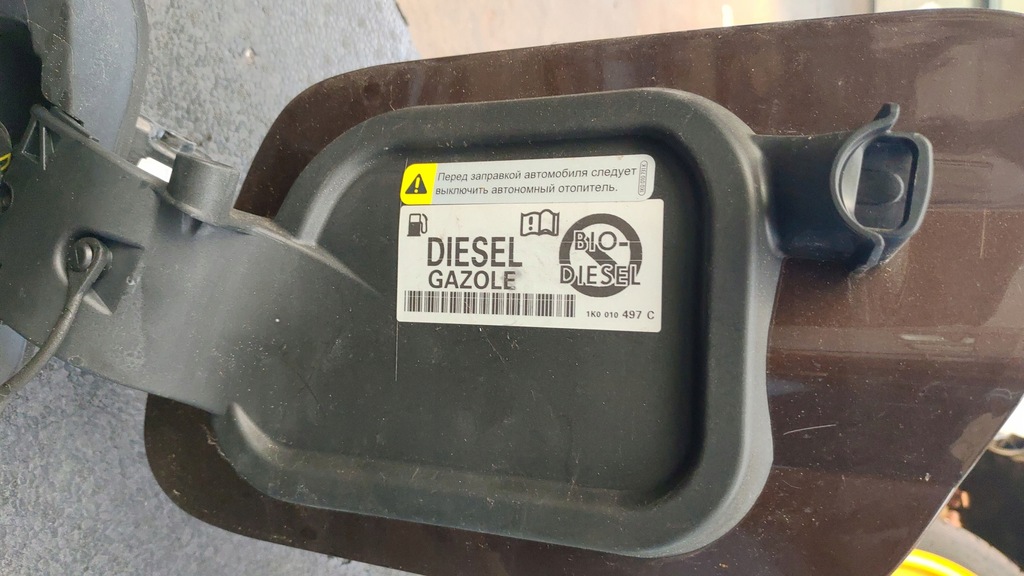 Перед заправкой автомобиля следует
выключить автономный отопитель.
DIESEL
GAZOLE
BIO-
DIESEL
1K0 010 497 C